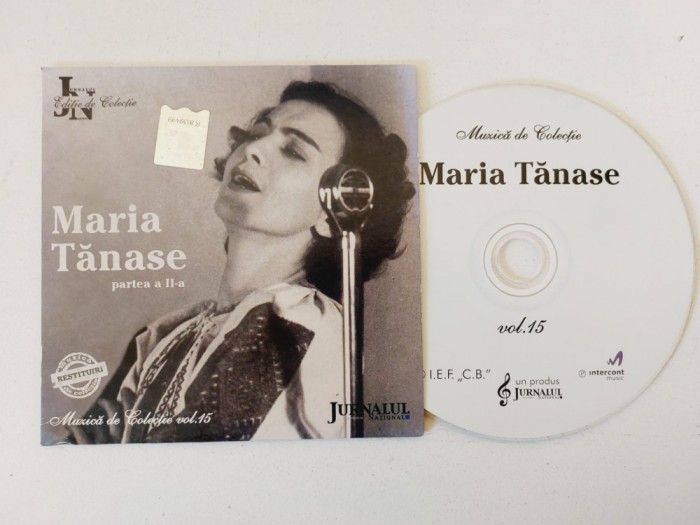 JURNALUL
JN
Ediție de Colecție
Maria
Tănase
partea a II-a
RESTITUIRI
Muzică de Colecție vol.15
JURNALUL
NAȚIONAL
Muzică de Colecție
Maria Tănase
vol.15
I.E.F. „C.B."
un produs
JURNALUL
NAȚIONAL
℗ intercont
music